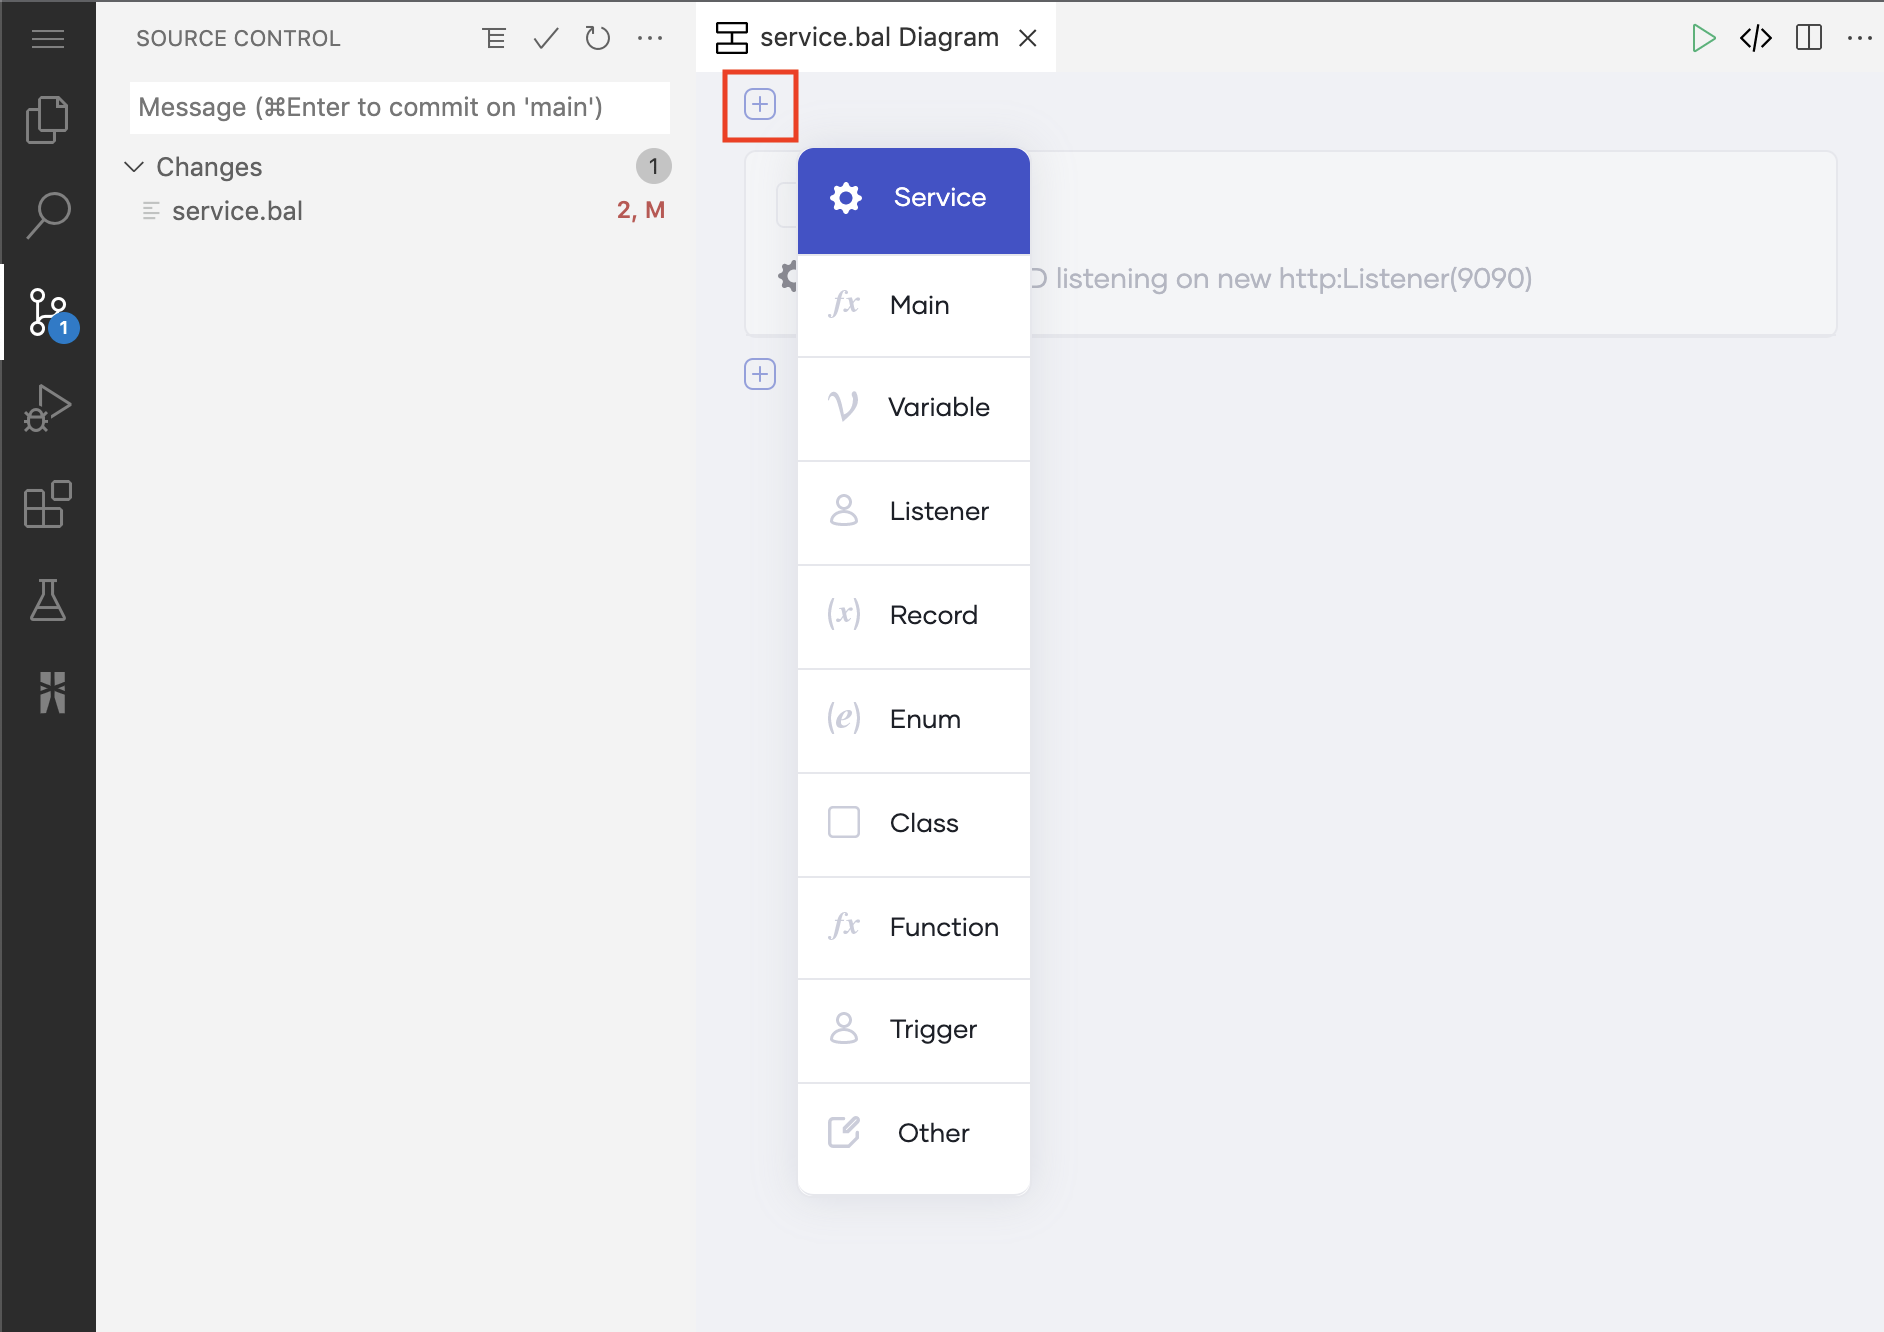 SOURCE CONTROL
service.bal Diagram
Message (⌘Enter to commit on 'main')
Changes
1
service.bal
2, M
1
listening on new http:Listener(9090)
Service
Main
Variable
Listener
Record
Enum
Class
Function
Trigger
Other